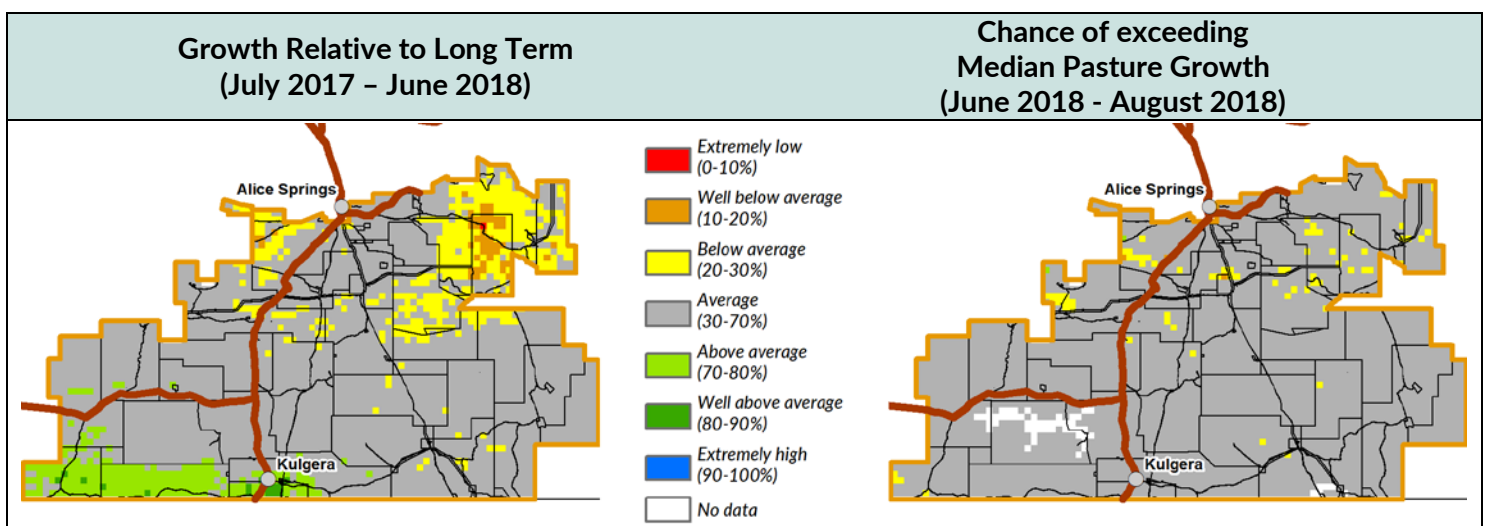 Growth Relative to Long Term
(July 2017 – June 2018)
Chance of exceeding
Median Pasture Growth
(June 2018 - August 2018)
Alice Springs
Kulgera
Extremely low
(0-10%)
Well below average
(10-20%)
Below average
(20-30%)
Average
(30-70%)
Above average
(70-80%)
Well above average
(80-90%)
Extremely high
(90-100%)
No data
Alice Springs
Kulgera